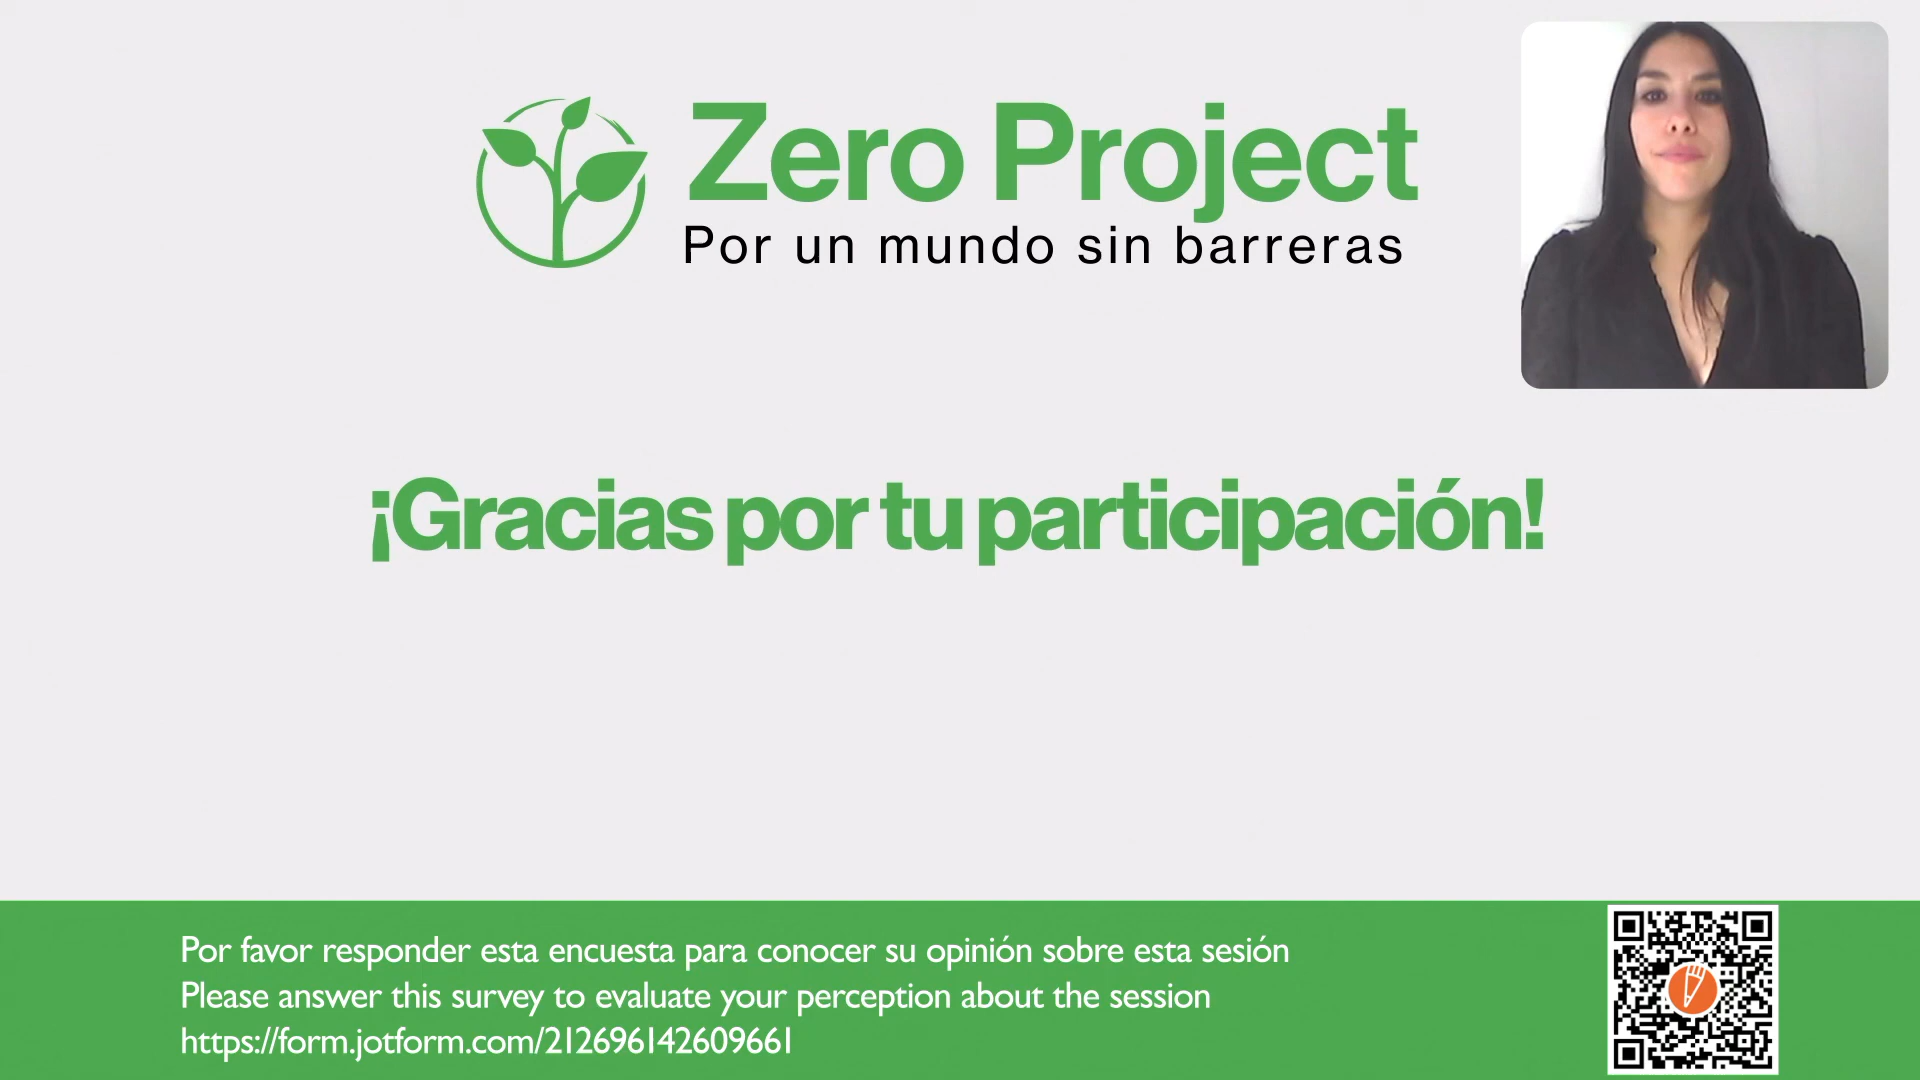 Zero Project
Por un mundo sin barreras
¡Gracias por tu participación!
Por favor responder esta encuesta para conocer su opinión sobre esta sesión
Please answer this survey to evaluate your perception about the session
https://form.jotform.com/212696142609661